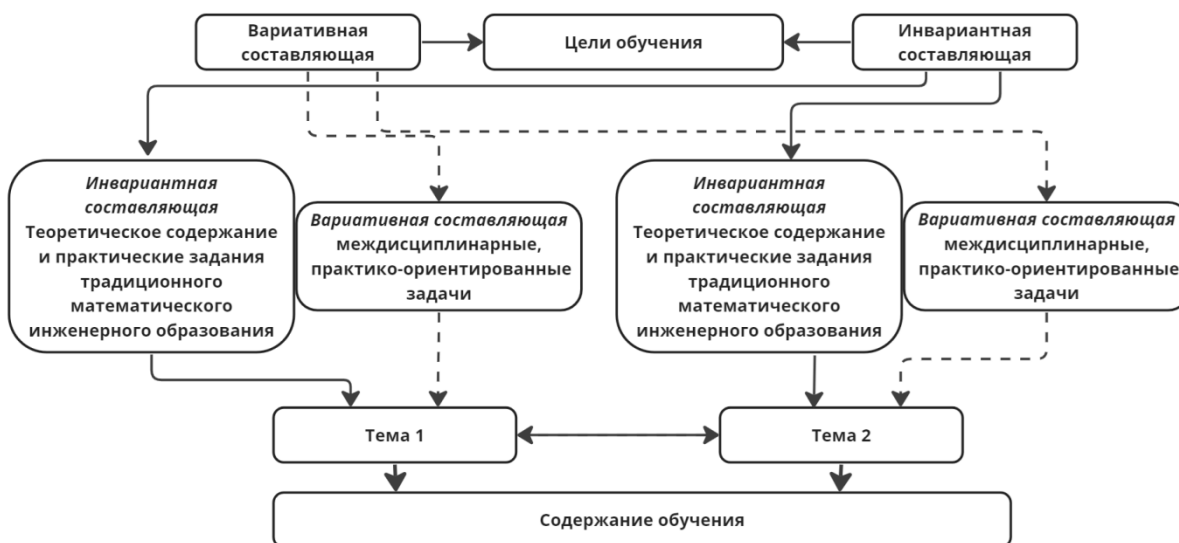 Вариативная
составляющая
Цели обучения
Инвариантная
составляющая
Инвариантная
составляющая
Теоретическое содержание
и практические задания
традиционного
математического
инженерного образования
Вариативная составляющая
междисциплинарные,
практико-ориентированные
задачи
Инвариантная
составляющая
Теоретическое содержание
и практические задания
традиционного
математического
инженерного образования
Вариативная составляющая
междисциплинарные,
практико-ориентированные
задачи
Тема 1
Тема 2
Содержание обучения